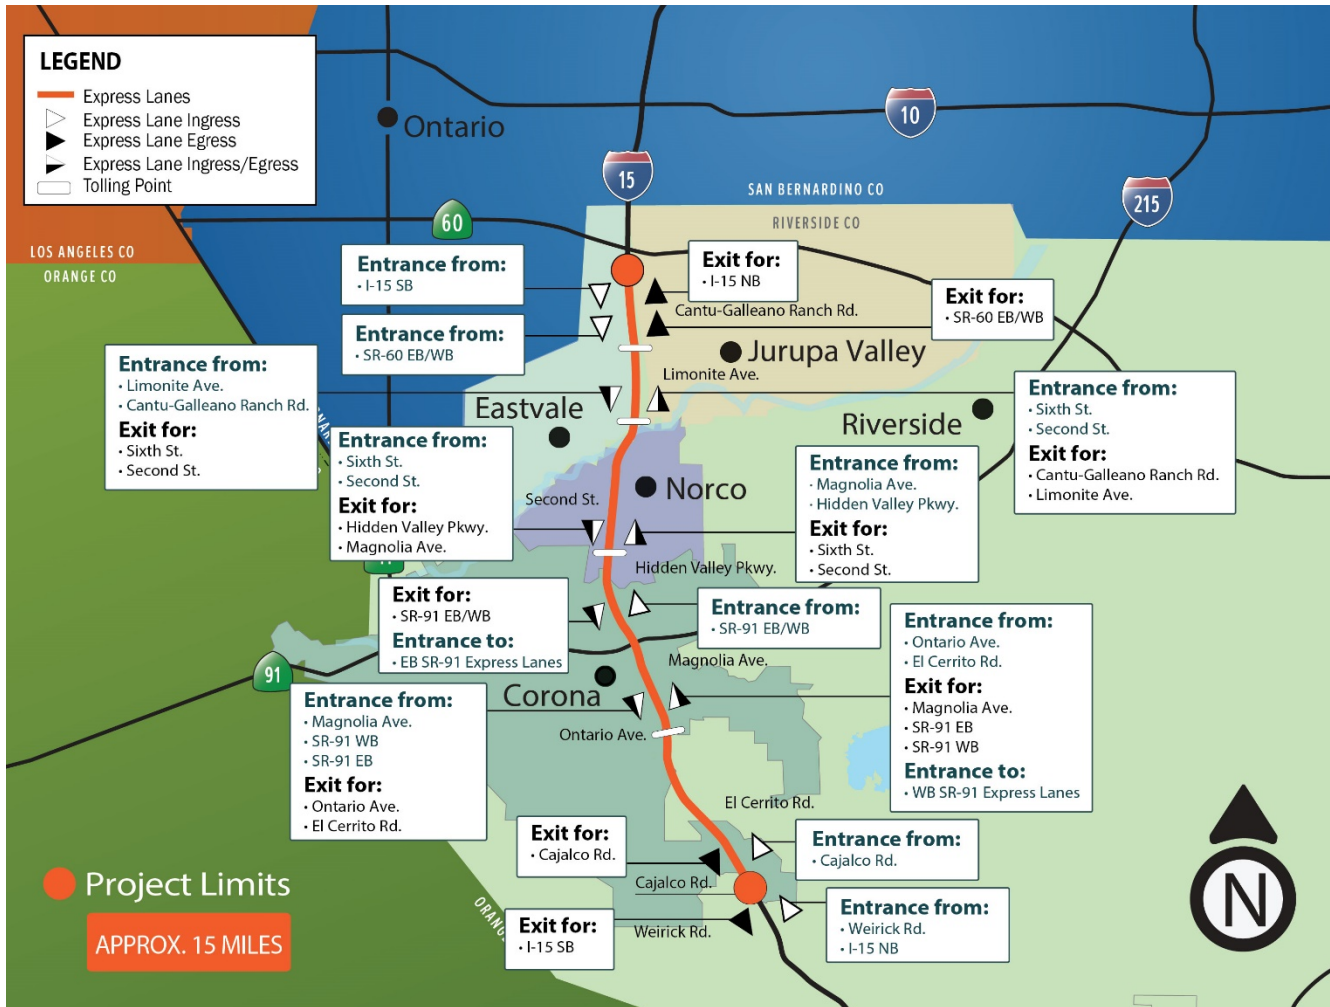 LEGEND
Express Lanes
Express Lane Ingress
Express Lane Egress
Express Lane Ingress/Egress
Tolling Point
Ontario
10
15
SAN BERNARDINO CO
RIVERSIDE CO
215
60
LOS ANGELES CO
ORANGE CO
Entrance from:
• I-15 SB
Exit for:
• I-15 NB
Cantu-Galleano Ranch Rd.
Exit for:
• SR-60 EB/WB
Entrance from:
• SR-60 EB/WB
Jurupa Valley
Limonite Ave.
Entrance from:
• Limonite Ave.
• Cantu-Galleano Ranch Rd.
Exit for:
• Sixth St.
• Second St.
Eastvale
Riverside
Entrance from:
• Sixth St.
• Second St.
Exit for:
• Cantu-Galleano Ranch Rd.
• Limonite Ave.
Entrance from:
• Sixth St.
• Second St.
Exit for:
• Hidden Valley Pkwy.
• Magnolia Ave.
Second St.
Norco
Entrance from:
• Magnolia Ave.
• Hidden Valley Pkwy.
Exit for:
• Sixth St.
• Second St.
Hidden Valley Pkwy.
Exit for:
• SR-91 EB/WB
Entrance to:
• EB SR-91 Express Lanes
Entrance from:
• SR-91 EB/WB
91
Magnolia Ave.
Corona
Entrance from:
• Ontario Ave.
• El Cerrito Rd.
Exit for:
• Magnolia Ave.
• SR-91 EB
• SR-91 WB
Entrance to:
• WB SR-91 Express Lanes
Entrance from:
• Magnolia Ave.
• SR-91 WB
• SR-91 EB
Exit for:
• Ontario Ave.
• El Cerrito Rd.
Ontario Ave.
El Cerrito Rd.
Exit for:
• Cajalco Rd.
Entrance from:
• Cajalco Rd.
Cajalco Rd.
Project Limits
APPROX. 15 MILES
Exit for:
• I-15 SB
Weirick Rd.
Entrance from:
• Weirick Rd.
• I-15 NB
N